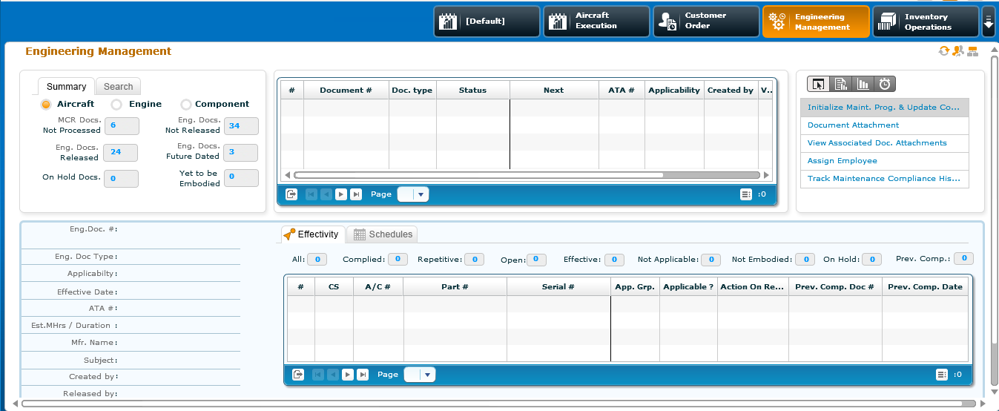 [Default]
Aircraft
Execution
Customer
Order
Engineering
Management
Inventory
Operations
Engineering Management
Summary
Search
Aircraft
Engine
Component
MCR Docs.
Not Processed
6
Eng. Docs.
Not Released
34
Eng. Docs.
Released
24
Eng. Docs.
Future Dated
3
On Hold Docs.
0
Yet to be
Embodied
0
# Document # Doc. type Status Next ATA # Applicability Created by V..
Page
:0
Initialize Maint. Prog. & Update Co...
Document Attachment
View Associated Doc. Attachments
Assign Employee
Track Maintenance Compliance His...
Eng.Doc. #:
Eng. Doc Type:
Applicabilty:
Effective Date:
ATA #:
Est.MHrs / Duration :
Mfr. Name:
Subject:
Created by:
Released by:
Effectivity
Schedules
All: 0 Complied: 0 Repetitive: 0 Open: 0 Effective: 0 Not Applicable: 0 Not Embodied: 0 On Hold: 0 Prev. Comp.: 0
# CS A/C # Part # Serial # App. Grp. Applicable ? Action On Re... Prev. Comp. Doc # Prev. Comp. Date
Page
:0